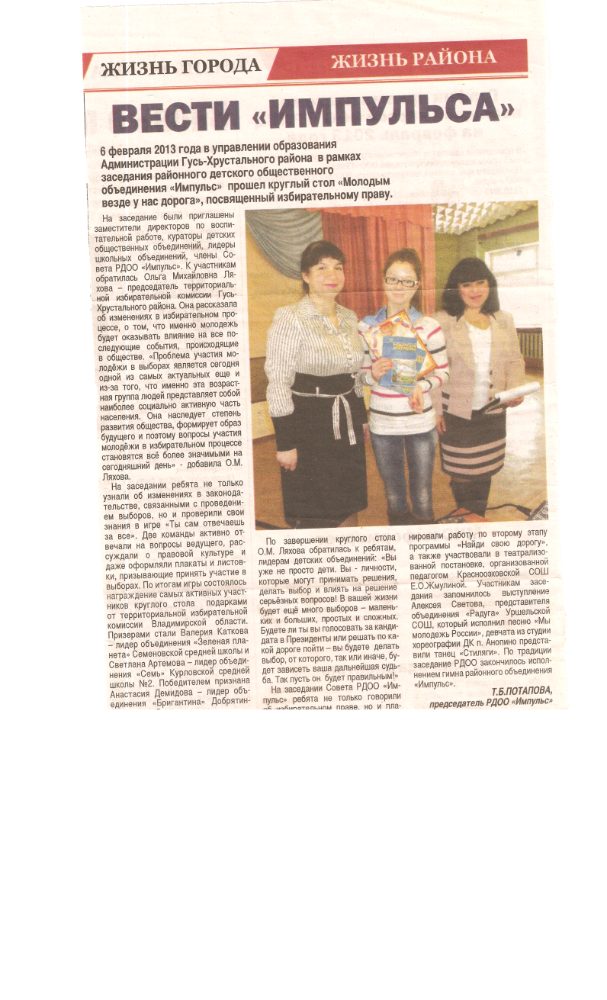 ЖИЗНЬ ГОРОДА
ЖИЗНЬ РАЙОНА
ВЕСТИ «ИМПУЛЬСА»
6 февраля 2013 года в управлении образования
Администрации Гусь-Хрустального района в рамках
заседания районного детского общественного
объединения «Импульс» прошел круглый стол «Молодым
везде у нас дорога», посвященный избирательному праву.
На заседание были приглашены
заместители директоров по воспи-
тательной работе, кураторы детских
общественных объединений, лидеры
школьных объединений, члены Со-
вета РДОО «Импульс». К участникам
обратилась Ольга Михайловна Ля-
хова – председатель территориаль-
ной избирательной комиссии Гусь-
Хрустального района. Она рассказала
об изменениях в избирательном про-
цессе, о том, что именно молодежь
будет оказывать влияние на все по-
следующие события, происходящие
в обществе. «Проблема участия мо-
лодёжи в выборах является сегодня
одной из самых актуальных еще и
из-за того, что именно эта возраст-
ная группа людей представляет собой
наиболее социально активную часть
населения. Она наследует степень
развития общества, формирует образ
будущего и поэтому вопросы участия
молодёжи в избирательном процессе
становятся всё более значимыми на
сегодняшний день» - добавила О.М.
Ляхова.
На заседании ребята не только
узнали об изменениях в законода-
тельстве, связанными с проведени-
ем выборов, но и проверили свои
знания в игре «Ты сам отвечаешь
за все». Две команды активно от-
вечали на вопросы ведущего, рас-
суждали о правовой культуре и
даже оформляли плакаты и листов-
ки, призывающие принять участие в
выборах. По итогам игры состоялось
награждение самых активных участ-
ников круглого стола подарками
от территориальной избирательной
комиссии Владимирской области.
Призерами стали Валерия Каткова
– лидер объединения «Зеленая пла-
нета» Семеновской средней школы и
Светлана Артемова – лидер объеди-
нения «Семь» Курловской средней
школы №2. Победителем признана
Анастасия Демидова – лидер объ-
единения «Бригантина» Добрятин-
По завершении круглого стола
О.М. Ляхова обратилась к ребятам,
лидерам детских объединений: «Вы
уже не просто дети. Вы - личности,
которые могут принимать решения,
делать выбор и влиять на решение
серьёзных вопросов! В вашей жизни
будет ещё много выборов – малень-
ких и больших, простых и сложных.
Будете ли ты вы голосовать за канди-
дата в Президенты или решать по ка-
кой дороге пойти – вы будете делать
выбор, от которого, так или иначе, бу-
дет зависеть ваша дальнейшая судь-
ба. Так пусть он будет правильным!»
На заседании Совета РДОО «Им-
пульс» ребята не только говорили
об избирательном праве, но и пла-
нировали работу по второму этапу
программы «Найди свою дорогу»,
а также участвовали в театрализо-
ванной постановке, организованной
педагогом Краснооэховской СОШ
Е.О.Жмулиной. Участникам засе-
дания запомнилось выступление
Алексея Светова, представителя
объединения «Радуга» Уршельской
СОШ, который исполнил песню «Мы
молодежь России», девчата из студии
хореографии ДК п. Анопино предста-
вили танец «Стиляги». По традиции
заседание РДОО закончилось испол-
нением гимна районного объединения
«Импульс».
Т.Б.ПОТАПОВА,
председатель РДОО «Импульс»